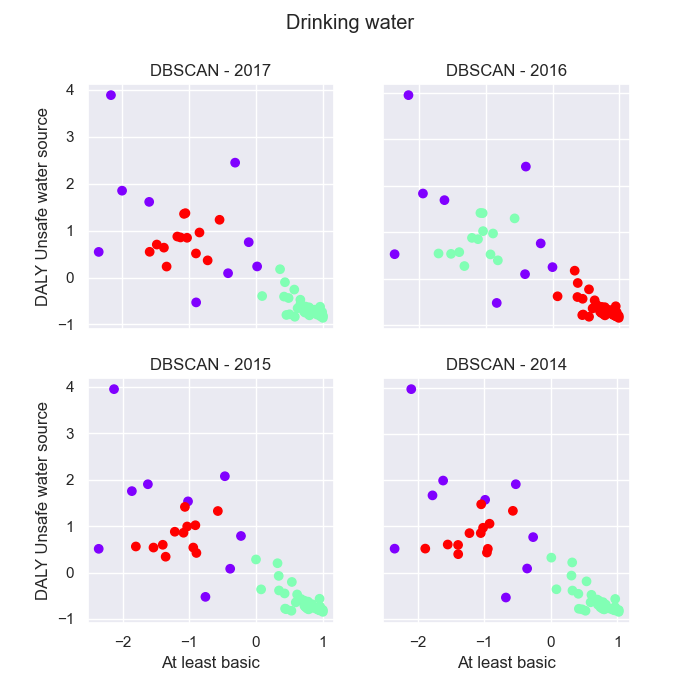 Drinking water
DBSCAN - 2017
DBSCAN - 2016
DALY Unsafe water source
4
3
2
1
0
−1
DBSCAN - 2015
DBSCAN - 2014
DALY Unsafe water source
4
3
2
1
0
−1
−2
−1
0
1
−2
−1
0
1
At least basic
At least basic